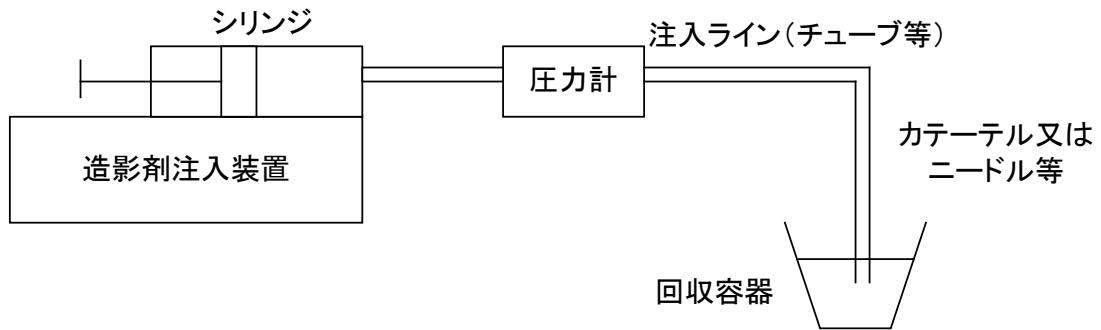 シリンジ
注入ライン(チューブ等)
圧力計
造影剤注入装置
カテーテル又は
ニードル等
回収容器